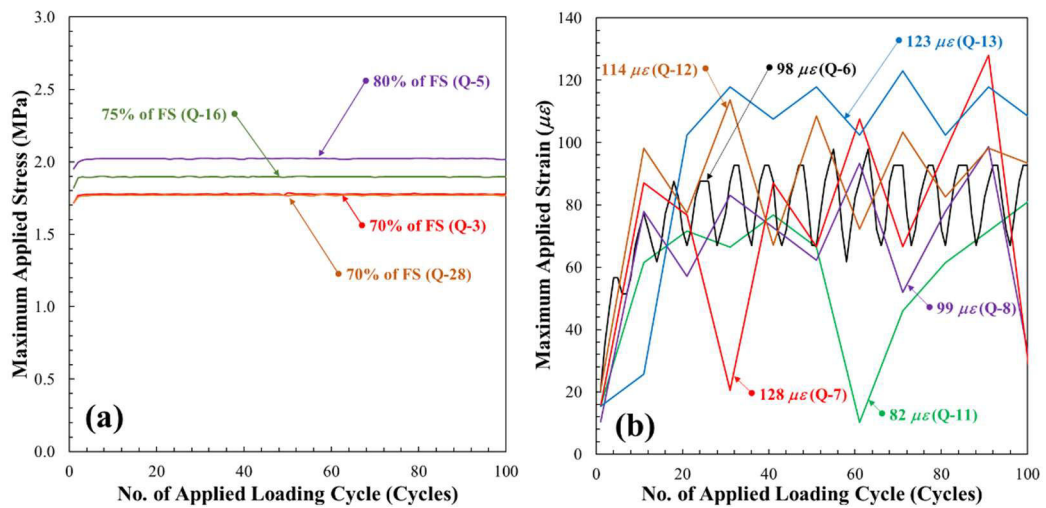 3.0
2.5
2.0
1.5
1.0
0.5
0.0
Maximum Applied Stress (MPa)
80% of FS (Q-5)
75% of FS (Q-16)
70% of FS (Q-3)
70% of FS (Q-28)
(a)
0 20 40 60 80 100
No. of Applied Loading Cycle (Cycles)
140
120
100
80
60
40
20
0
Maximum Applied Strain (με)
123 με (Q-13)
114 με (Q-12)
98 με (Q-6)
99 με (Q-8)
128 με (Q-7)
82 με (Q-11)
(b)
0 20 40 60 80 100
No. of Applied Loading Cycle (Cycles)